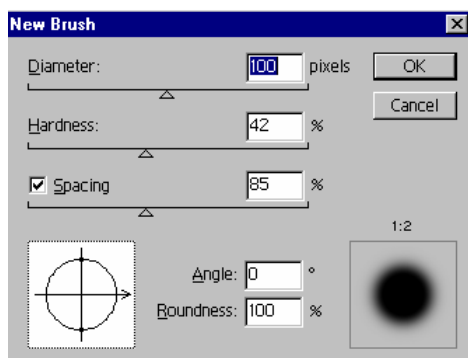 New Brush
Diameter: 100 pixels OK
Cancel
Hardness: 42 %
Spacing 85 %
1:2
Angle: 0 °
Roundness: 100 %